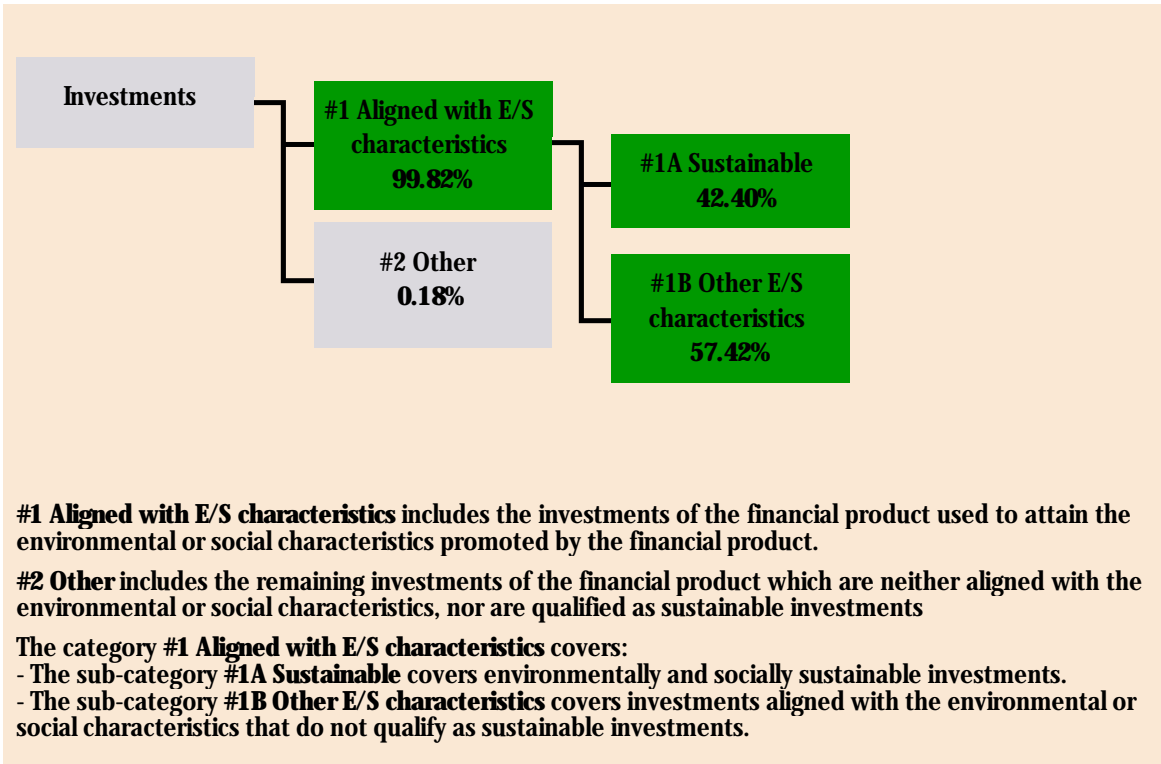 Investments
#1 Aligned with E/S
characteristics
99.82%
#2 Other
0.18%
#1A Sustainable
42.40%
#1B Other E/S
characteristics
57.42%
#1 Aligned with E/S characteristics includes the investments of the financial product used to attain the
environmental or social characteristics promoted by the financial product.
#2 Other includes the remaining investments of the financial product which are neither aligned with the
environmental or social characteristics, nor are qualified as sustainable investments
The category #1 Aligned with E/S characteristics covers:
- The sub-category #1A Sustainable covers environmentally and socially sustainable investments.
- The sub-category #1B Other E/S characteristics covers investments aligned with the environmental or
social characteristics that do not qualify as sustainable investments.